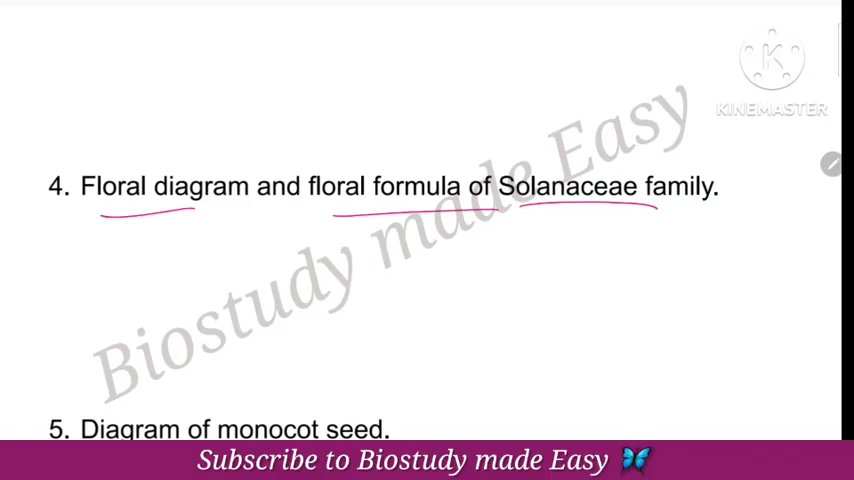 KINEMASTER
4. Floral diagram and floral formula of Solanaceae family.
Biostudy made Easy
5. Diagram of monocot seed.
Subscribe to Biostudy made Easy 🦋